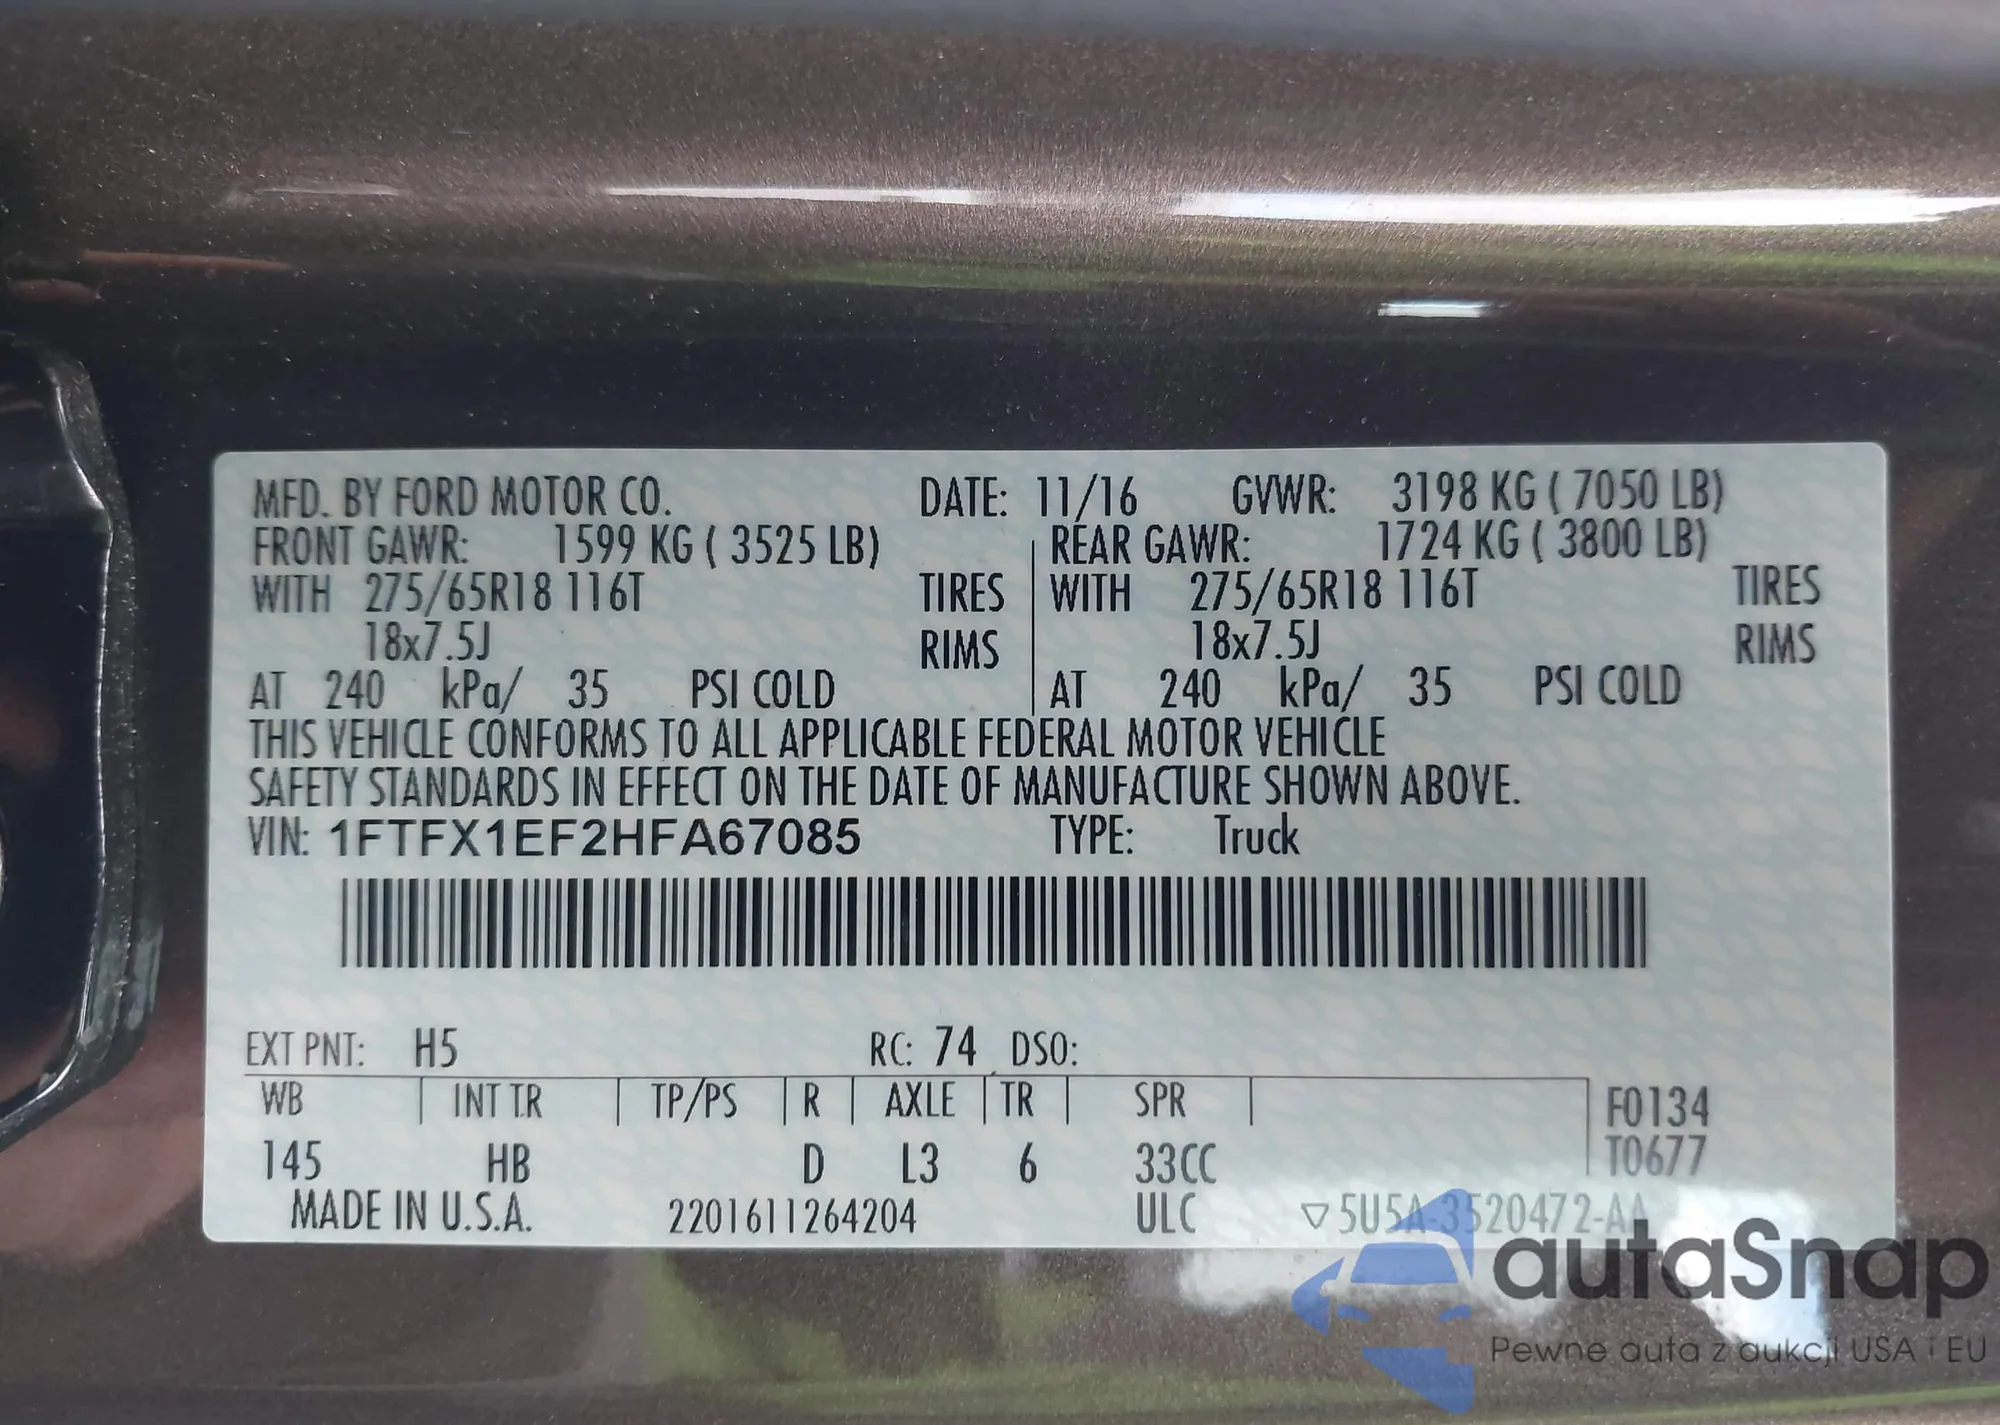 MFD. BY FORD MOTOR CO. DATE: 11/16 GVWR: 3198 KG ( 7050 LB)
FRONT GAWR: 1599 KG ( 3525 LB) REAR GAWR: 1724 KG ( 3800 LB)
WITH 275/65R18 116T TIRES WITH 275/65R18 116T TIRES
18x7.5J RIMS 18x7.5J RIMS
AT 240 kPa/ 35 PSI COLD AT 240 kPa/ 35 PSI COLD
THIS VEHICLE CONFORMS TO ALL APPLICABLE FEDERAL MOTOR VEHICLE
SAFETY STANDARDS IN EFFECT ON THE DATE OF MANUFACTURE SHOWN ABOVE.
VIN: 1FTFX1EF2HFA67085 TYPE: Truck
EXT PNT: H5 RC: 74 DSO:
WB INT TR TP/PS R AXLE TR SPR F0134
T0677
145 HB D L3 6 33CC
MADE IN U.S.A. 2201611264204 ULC ▽5U5A-3520472-AA
autaSnap
Pewne auta z aukcji USA i EU